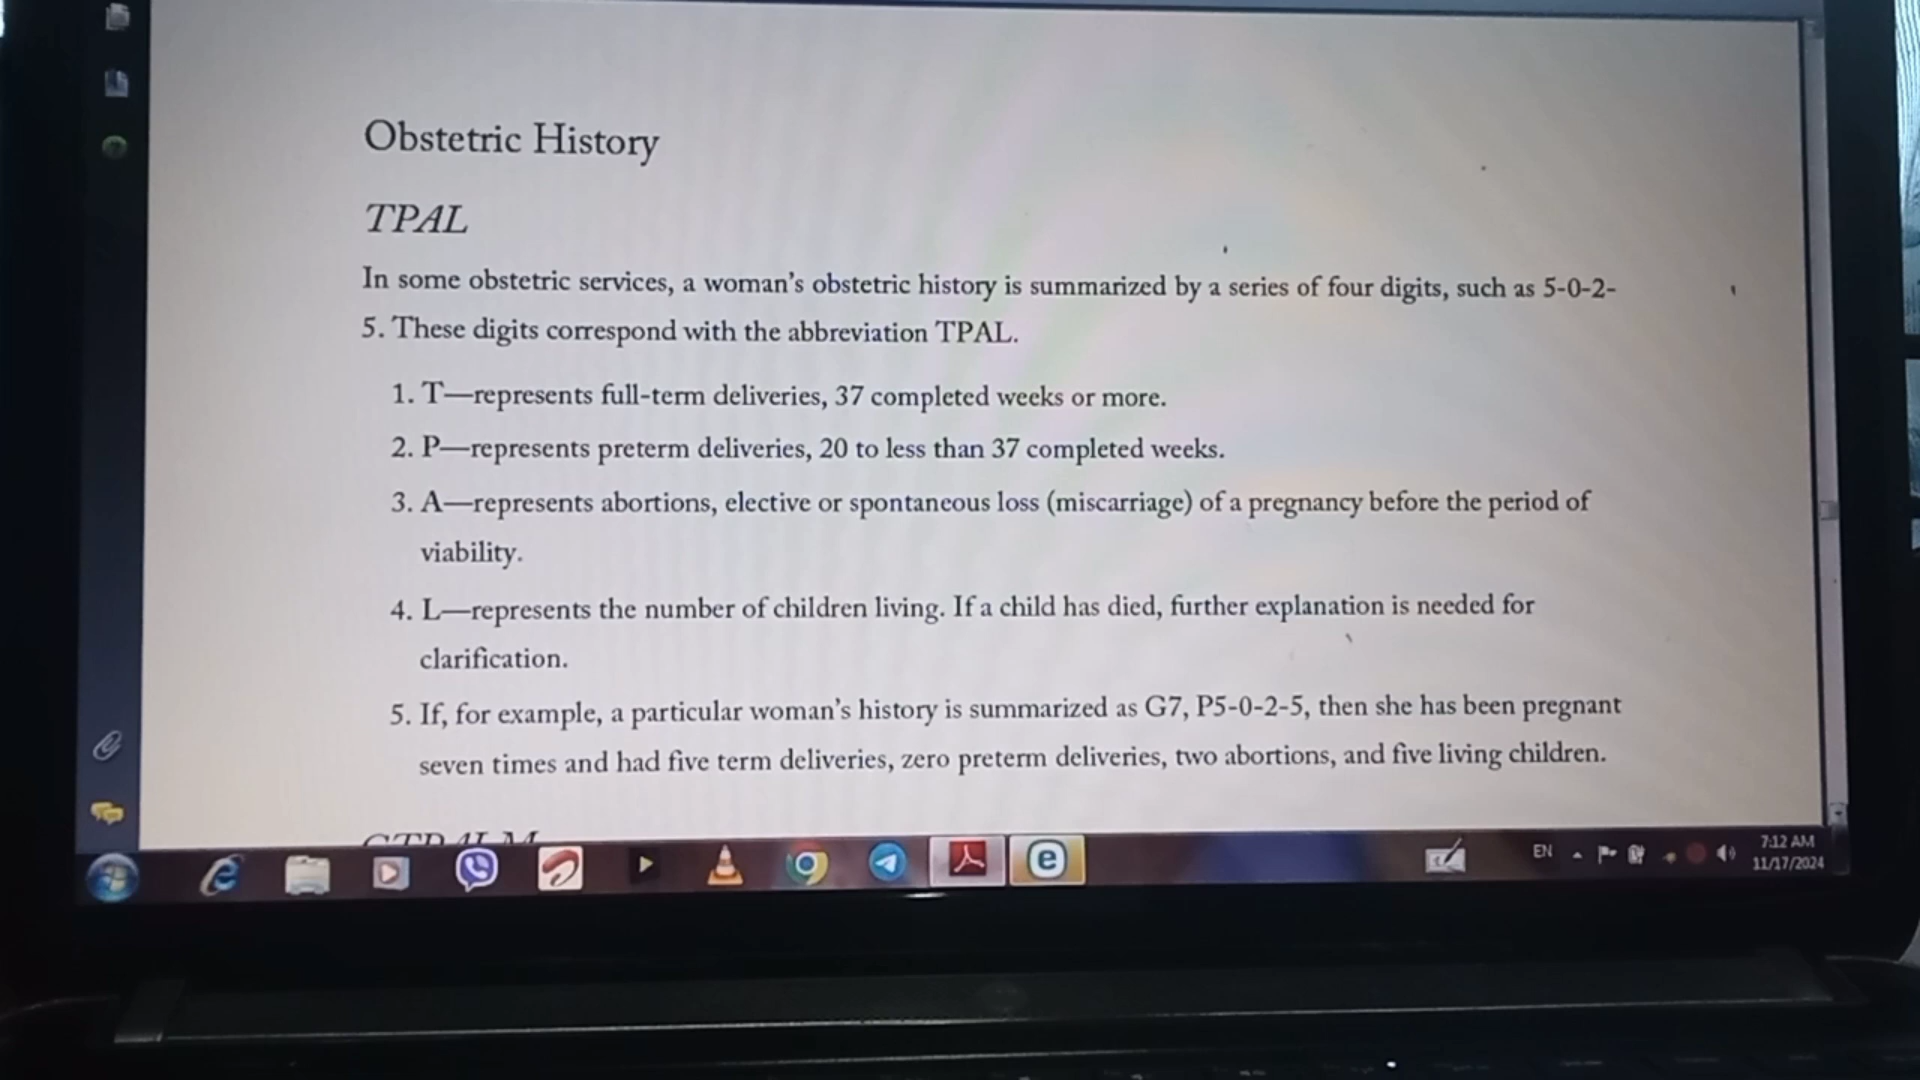 Obstetric History
TPAL
In some obstetric services, a woman's obstetric history is summarized by a series of four digits, such as 5-0-2-
5. These digits correspond with the abbreviation TPAL.
1. T—represents full-term deliveries, 37 completed weeks or more.
2. P—represents preterm deliveries, 20 to less than 37 completed weeks.
3. A—represents abortions, elective or spontaneous loss (miscarriage) of a pregnancy before the period of
viability.
4. L—represents the number of children living. If a child has died, further explanation is needed for
clarification.
5. If, for example, a particular woman's history is summarized as G7, P5-0-2-5, then she has been pregnant
seven times and had five term deliveries, zero preterm deliveries, two abortions, and five living children.
EN
7:12 AM
11/17/2024